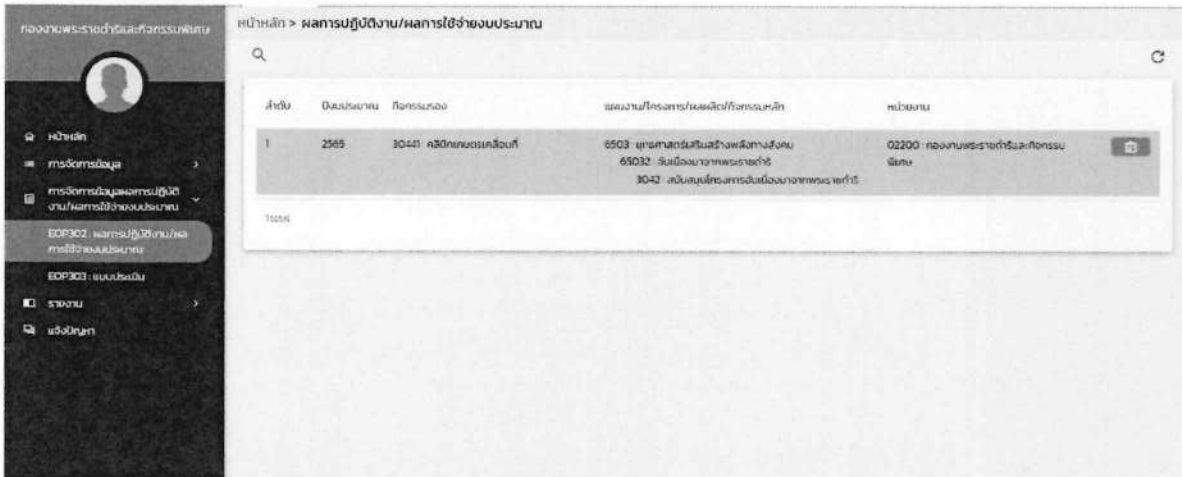 กองงานพระราชดำริและกิจกรรมพิเศษ
หน้าหลัก > ผลการปฏิบัติงาน/ผลการใช้จ่ายงบประมาณ
หน้าหลัก
การจัดการข้อมูล
การจัดการข้อมูลผลการปฏิบัติ
งาน/ผลการใช้จ่ายงบประมาณ
EOP302 : ผลการปฏิบัติงาน/ผล
การใช้จ่ายงบประมาณ
EOP303 : แบบประเมิน
รายงาน
แจ้งปัญหา
ลำดับ ปีงบประมาณ กิจกรรมรอง แผนงาน/โครงการ/ผลผลิต/กิจกรรมหลัก หน่วยงาน
1 2565 30441 : คลินิกเกษตรเคลื่อนที่ 6503 : ยุทธศาสตร์เสริมสร้างพลังทางสังคม 02200 : กองงานพระราชดำริและกิจกรรม
65032 : อันเนื่องมาจากพระราชดำริ พิเศษ
3042 : สนับสนุนโครงการอันเนื่องมาจากพระราชดำริ